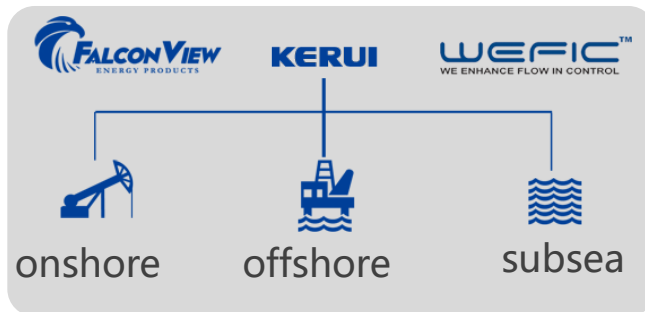 FALCONVIEW
ENERGY PRODUCTS
KERUI
WEFIC™
WE ENHANCE FLOW IN CONTROL
onshore
offshore
subsea